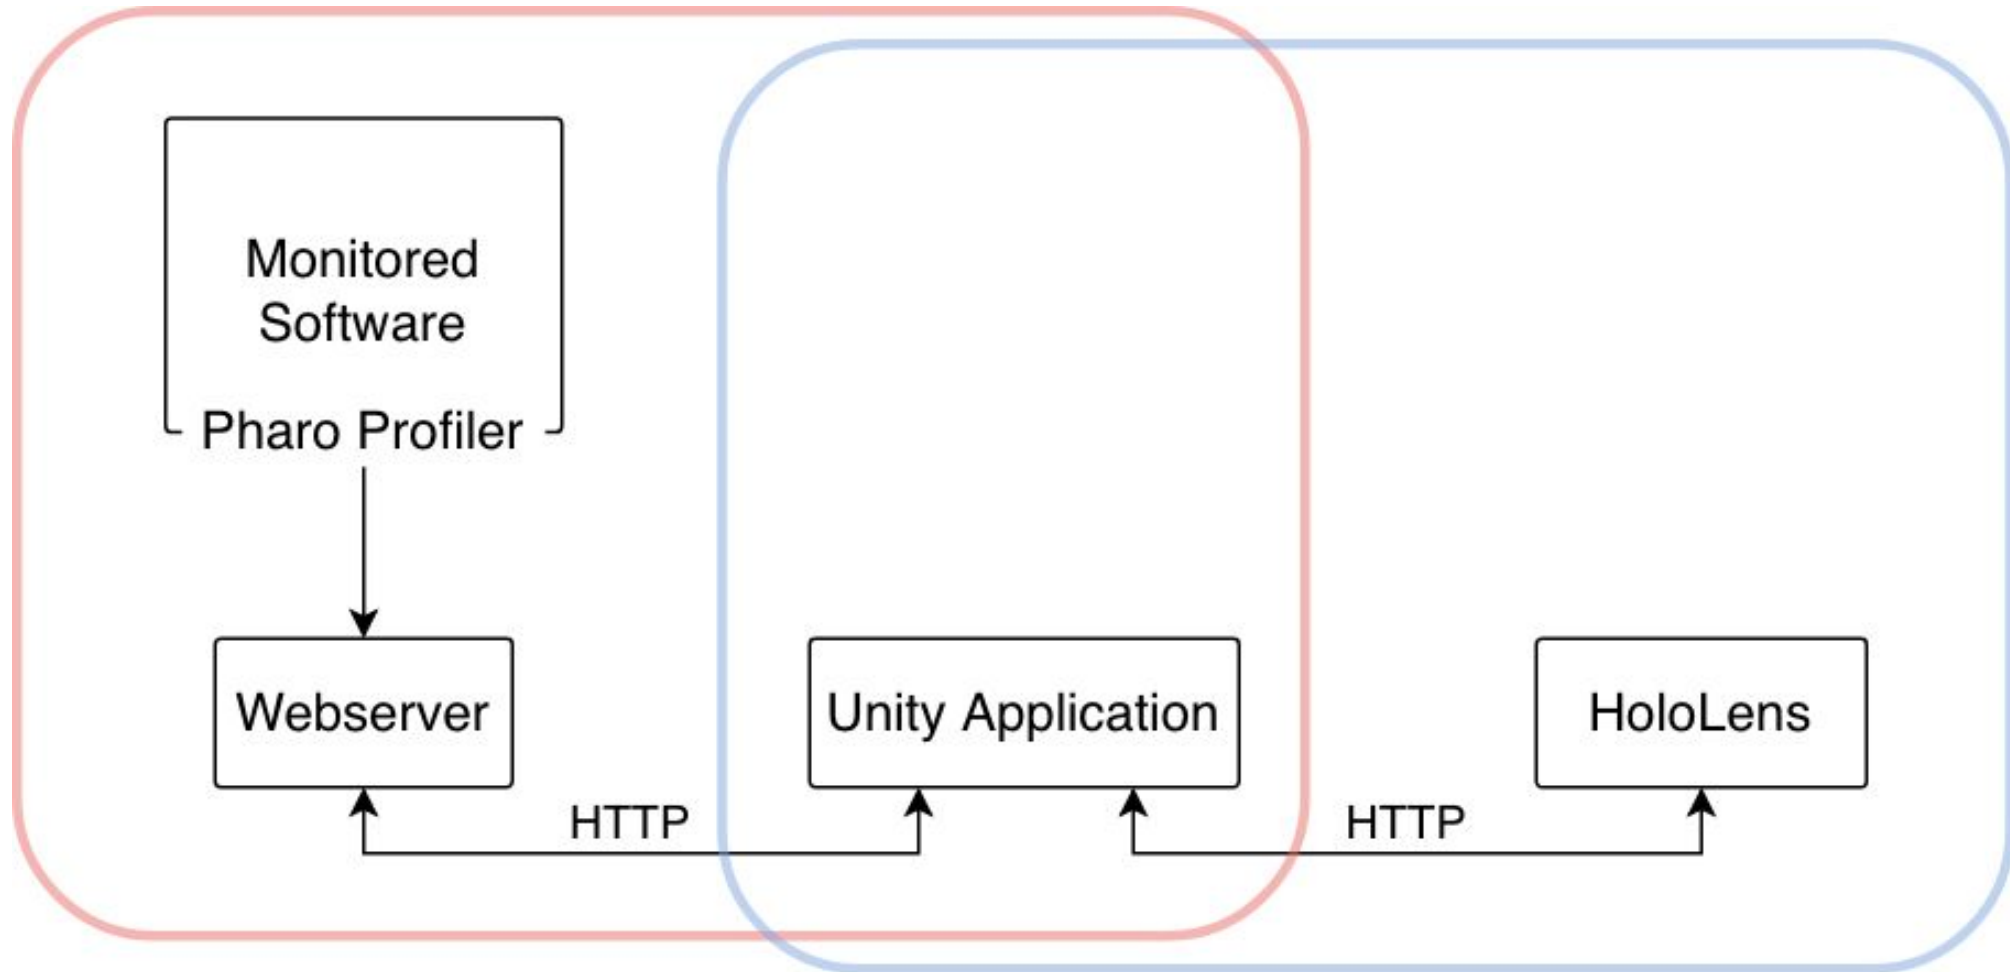 Monitored
Software
Pharo Profiler
Webserver
Unity Application
HoloLens
HTTP
HTTP